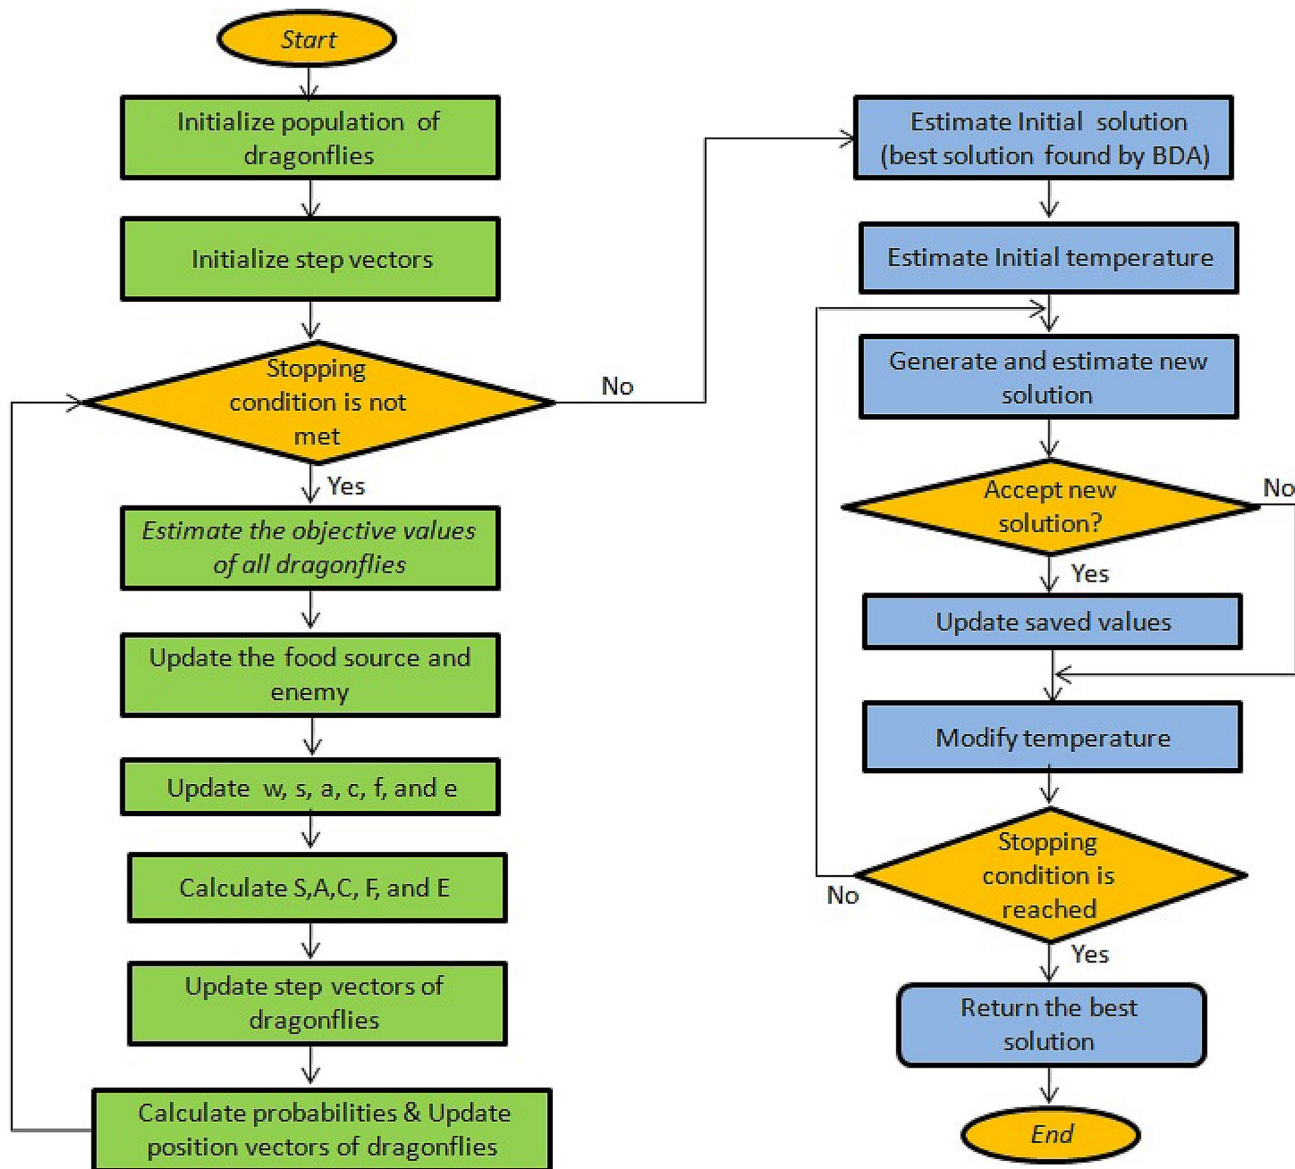 Start
Initialize population of
dragonflies
Initialize step vectors
Stopping
condition is not
met
No
Yes
Estimate the objective values
of all dragonflies
Update the food source and
enemy
Update w, s, a, c, f, and e
Calculate S,A,C, F, and E
Update step vectors of
dragonflies
Calculate probabilities & Update
position vectors of dragonflies
Estimate Initial solution
(best solution found by BDA)
Estimate Initial temperature
Generate and estimate new
solution
Accept new
solution?
No
Yes
Update saved values
Modify temperature
Stopping
condition is
reached
No
Yes
Return the best
solution
End